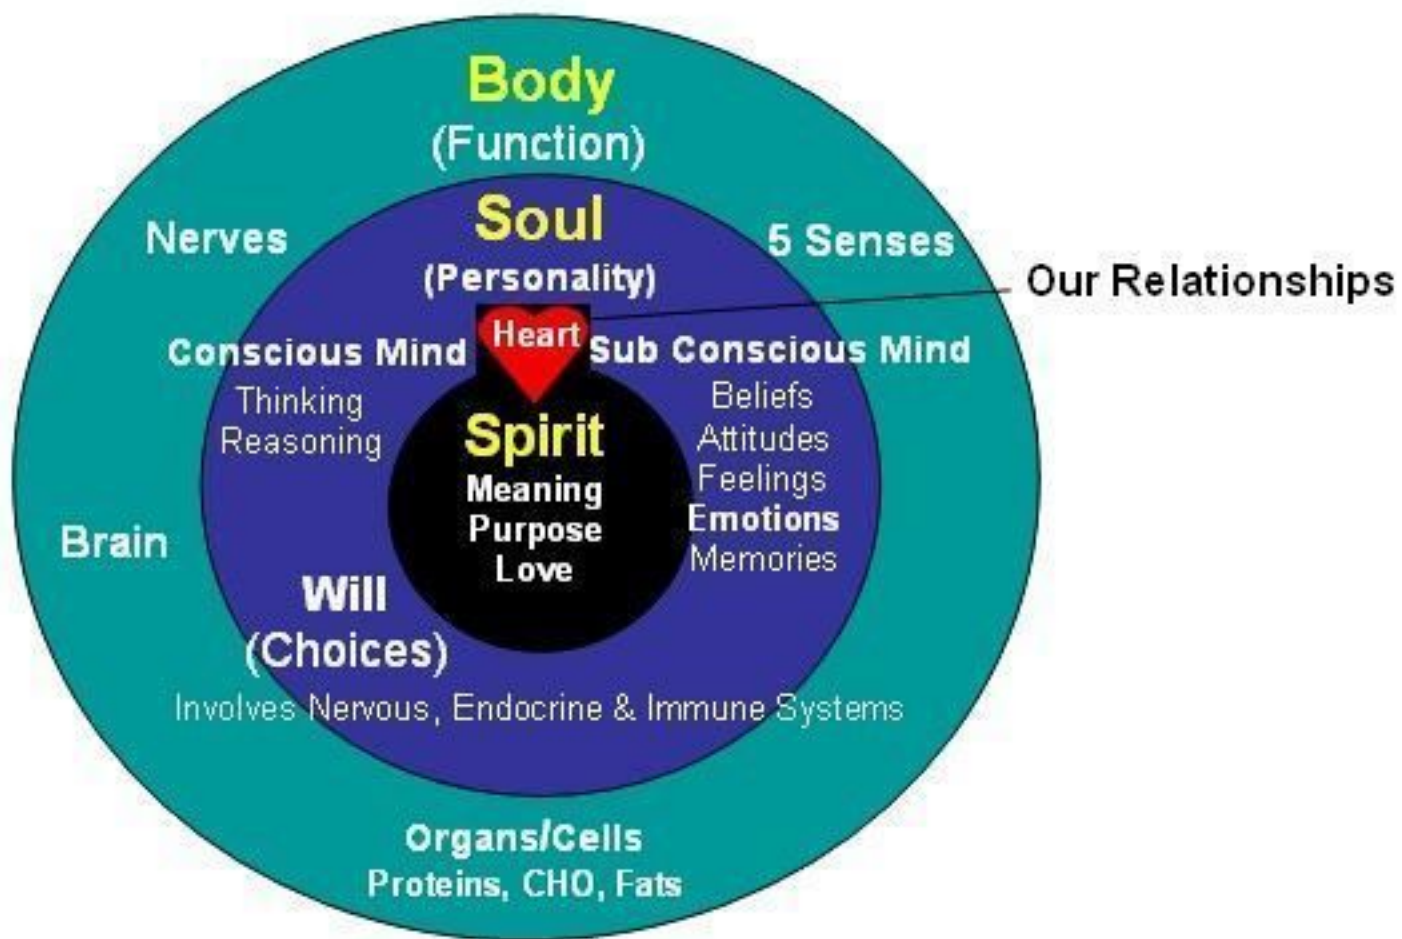 Body
(Function)
Soul
Nerves
5 Senses
(Personality)
Our Relationships
Heart
Conscious Mind
Sub Conscious Mind
Thinking
Reasoning
Beliefs
Attitudes
Feelings
Emotions
Memories
Spirit
Meaning
Purpose
Love
Brain
Will
(Choices)
Involves Nervous, Endocrine & Immune Systems
Organs/Cells
Proteins, CHO, Fats